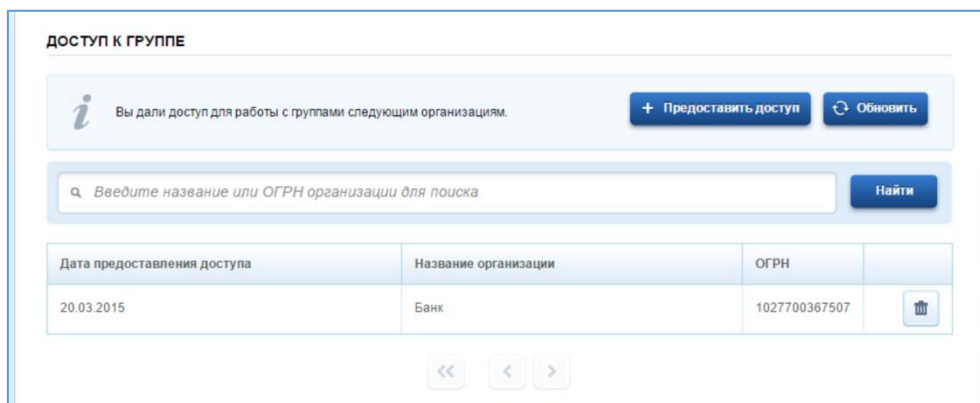 ДОСТУП К ГРУППЕ
Вы дали доступ для работы с группами следующим организациям.
+ Предоставить доступ
Обновить
Введите название или ОГРН организации для поиска
Найти
Дата предоставления доступа Название организации ОГРН
20.03.2015 Банк 1027700367507